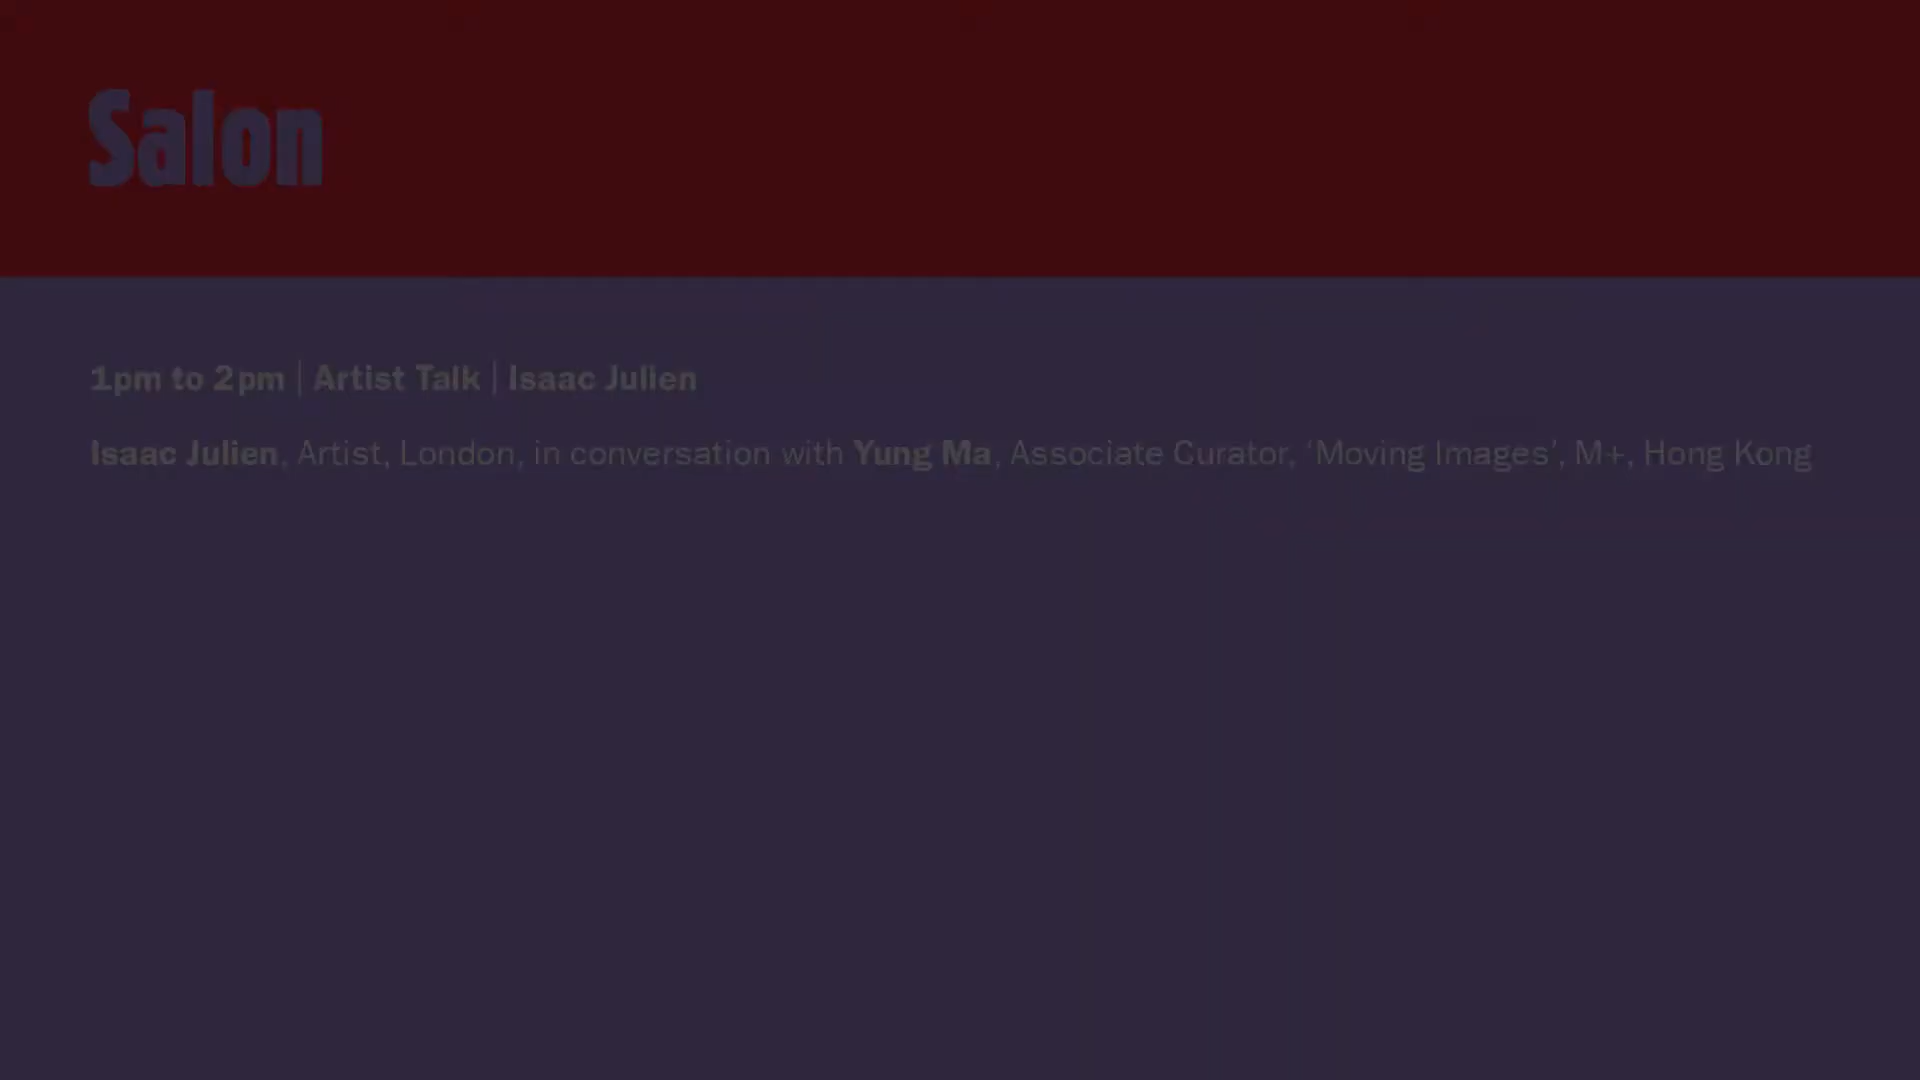 Salon
1pm to 2pm | Artist Talk | Isaac Julien
Isaac Julien, Artist, London, in conversation with Yung Ma, Associate Curator, ‘Moving Images’, M+, Hong Kong